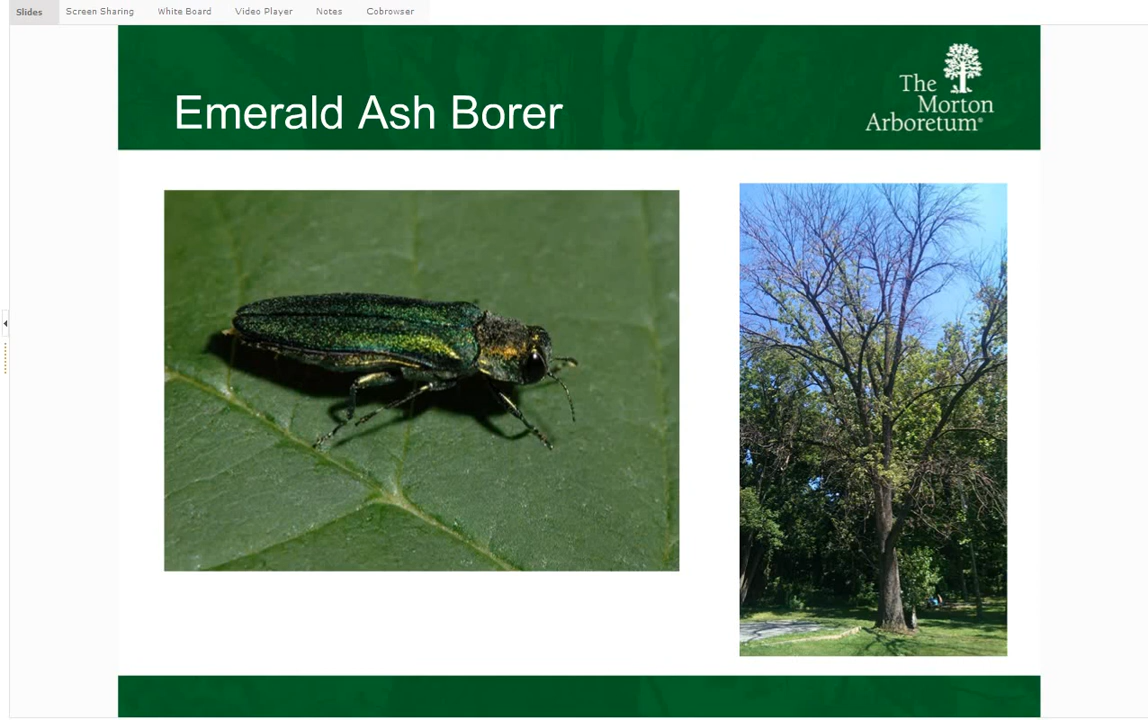 Slides Screen Sharing White Board Video Player Notes Cobrowser
Emerald Ash Borer
The
Morton
Arboretum®